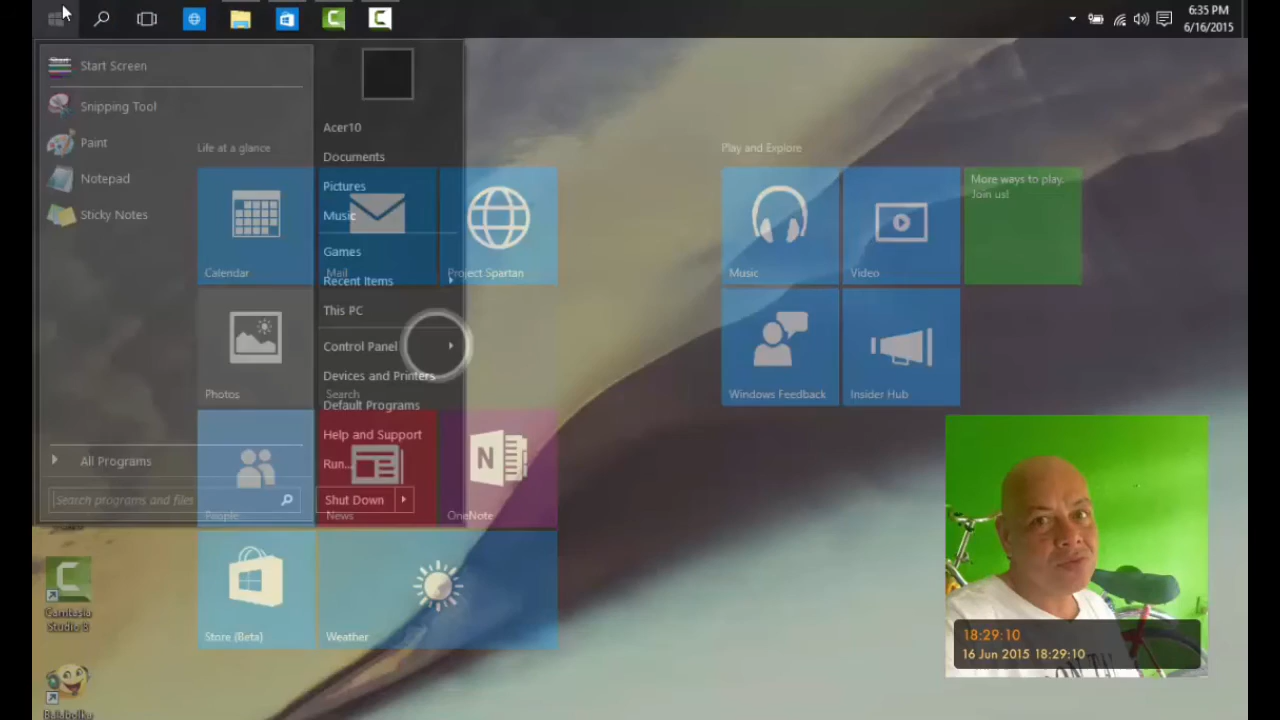 6:35 PM
6/16/2015
Start Screen
Snipping Tool
Paint
Notepad
Sticky Notes
All Programs
Search programs and files
Acer10
Documents
Pictures
Music
Games
Recent Items
This PC
Control Panel
Devices and Printers
Default Programs
Help and Support
Run...
Shut Down
Life at a glance
Calendar
Mail
Project Spartan
Photos
Search
People
News
OneNote
Store (Beta)
Weather
Play and Explore
Music
Video
More ways to play.
Join us!
Windows Feedback
Insider Hub
Camtasia
Studio 8
Balabolka
18:29:10
16 Jun 2015 18:29:10